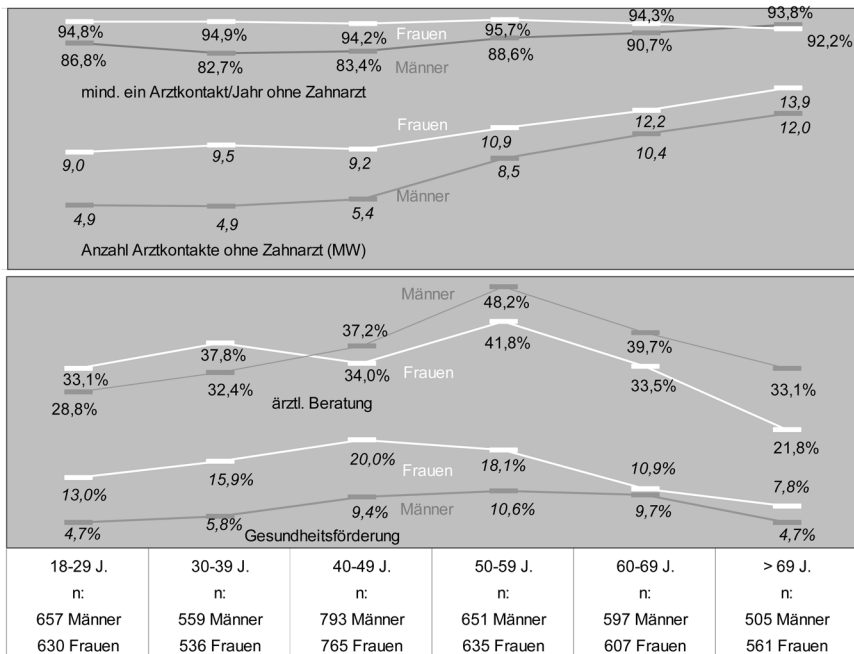 94,8% 94,9% 94,2% Frauen 95,7% 94,3% 93,8%
86,8% 82,7% 83,4% Männer 88,6% 90,7% 92,2%
mind. ein Arztkontakt/Jahr ohne Zahnarzt
Frauen
9,0 9,5 9,2 10,9 12,2 13,9
Männer
4,9 4,9 5,4 8,5 10,4 12,0
Anzahl Arztkontakte ohne Zahnarzt (MW)
Männer
28,8% 32,4% 37,2% 48,2% 39,7% 33,1%
33,1% 37,8% 34,0% 41,8% 33,5% 21,8%
Frauen
ärztl. Beratung
13,0% 15,9% 20,0% 18,1% 10,9% 7,8%
Frauen
Männer
4,7% 5,8% 9,4% 10,6% 9,7% 4,7%
Gesundheitsförderung
18-29 J. 30-39 J. 40-49 J. 50-59 J. 60-69 J. > 69 J.
n: n: n: n: n: n:
657 Männer 559 Männer 793 Männer 651 Männer 597 Männer 505 Männer
630 Frauen 536 Frauen 765 Frauen 635 Frauen 607 Frauen 561 Frauen